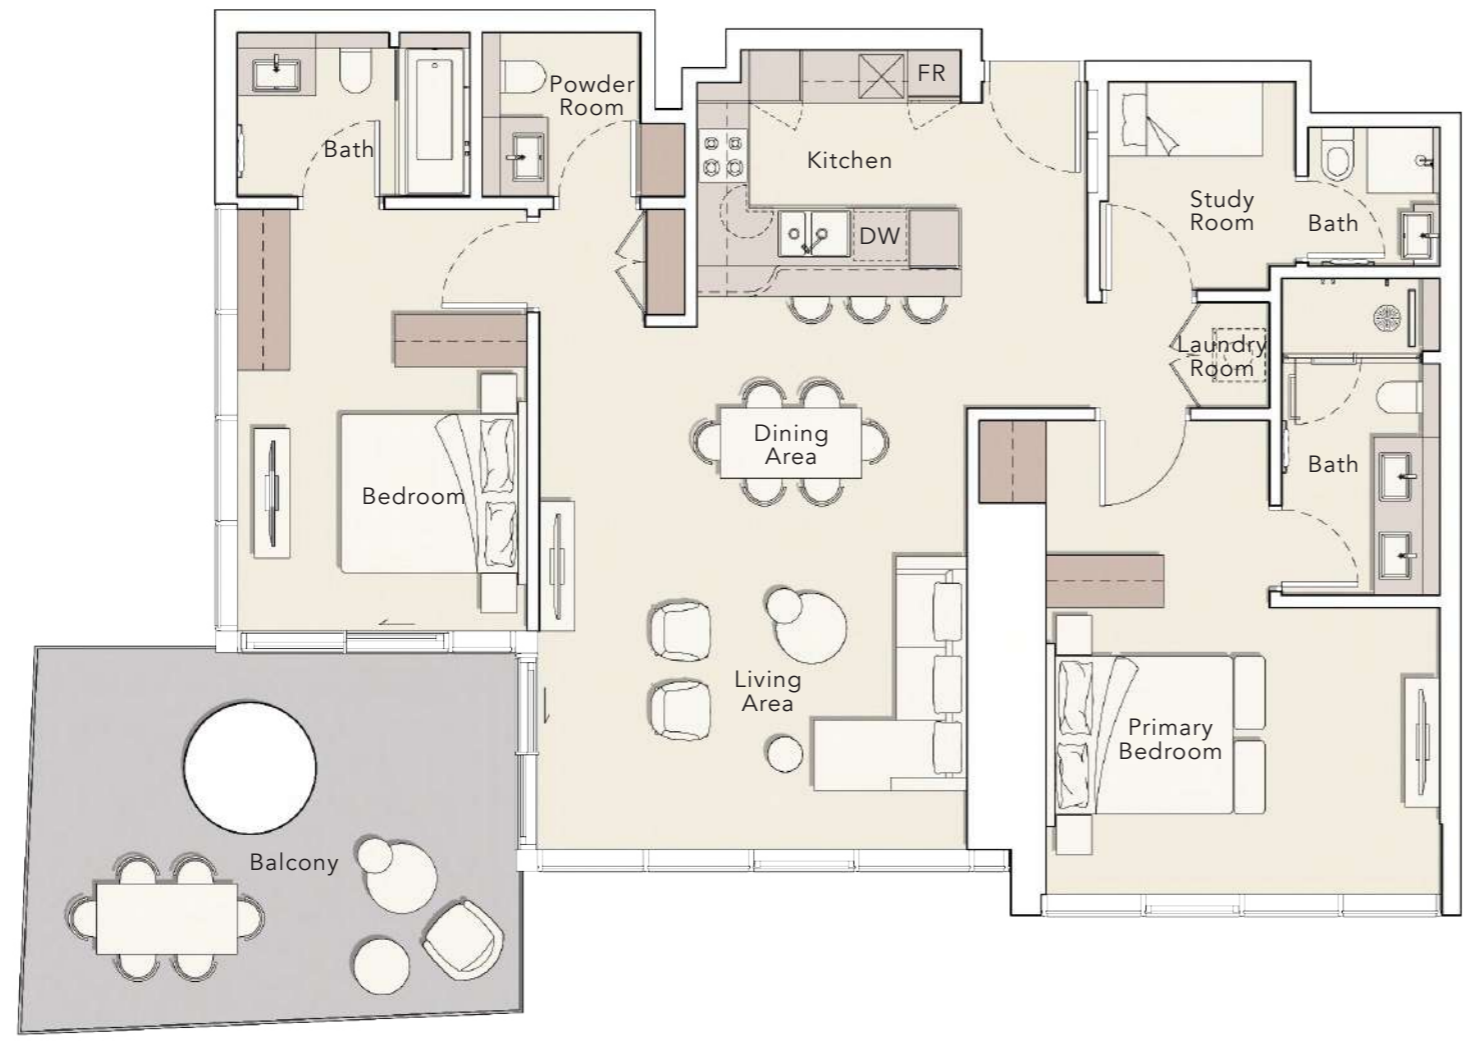 FR
Powder
Room
Bath
Kitchen
Study
Room
Bath
DW
Laundry
Room
Dining
Area
Bath
Bedroom
Living
Area
Primary
Bedroom
Balcony